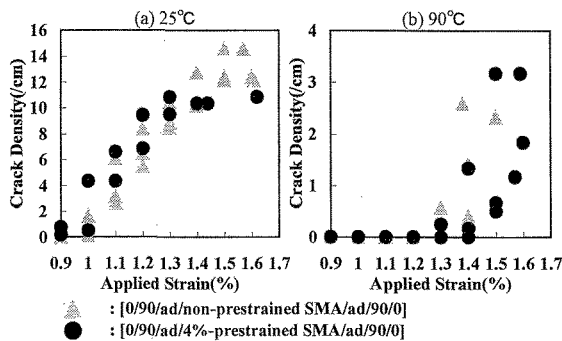 (a) 25℃
(b) 90℃
Crack Density(/cm)
16
14
12
10
8
6
4
2
0
0.9 1 1.1 1.2 1.3 1.4 1.5 1.6 1.7
Applied Strain(%)
Crack Density(/cm)
4
3
2
1
0
0.9 1 1.1 1.2 1.3 1.4 1.5 1.6 1.7
Applied Strain(%)
: [0/90/ad/non-prestrained SMA/ad/90/0]
: [0/90/ad/4%-prestrained SMA/ad/90/0]